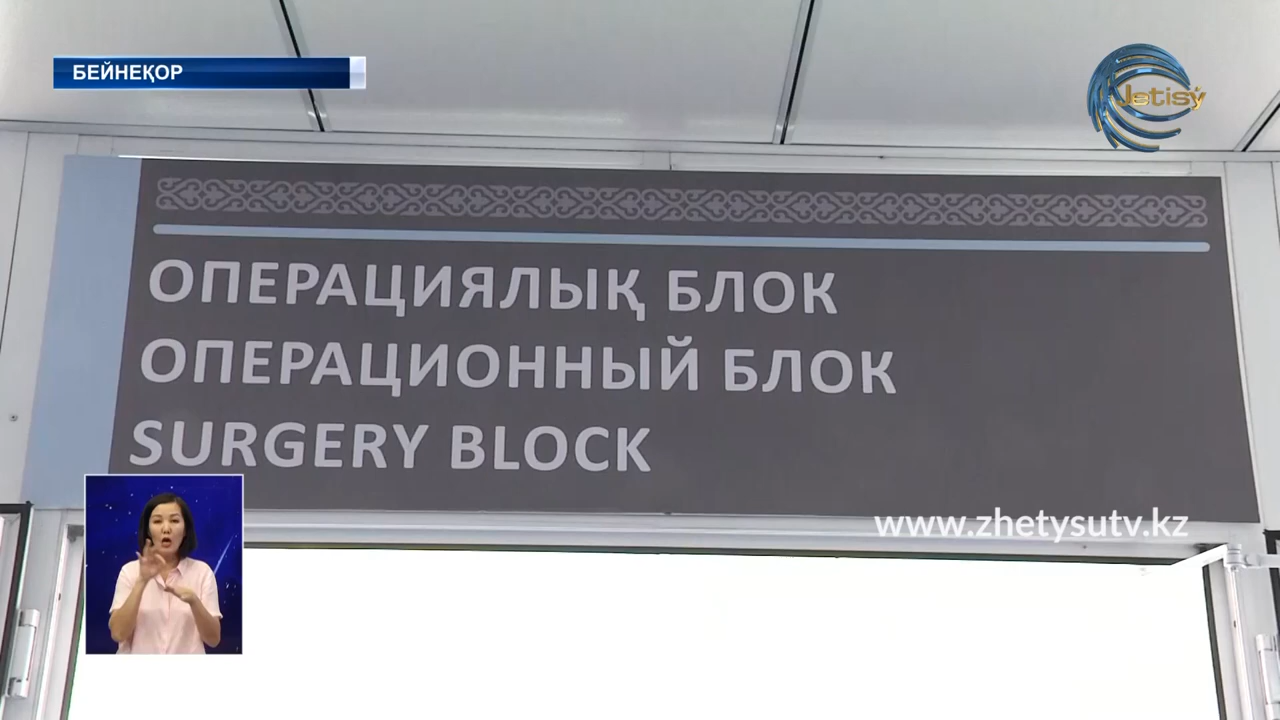 БЕЙНЕҚОР
Jetisý
ОПЕРАЦИЯЛЫҚ БЛОК
ОПЕРАЦИОННЫЙ БЛОК
SURGERY BLOCK
www.zhetysutv.kz